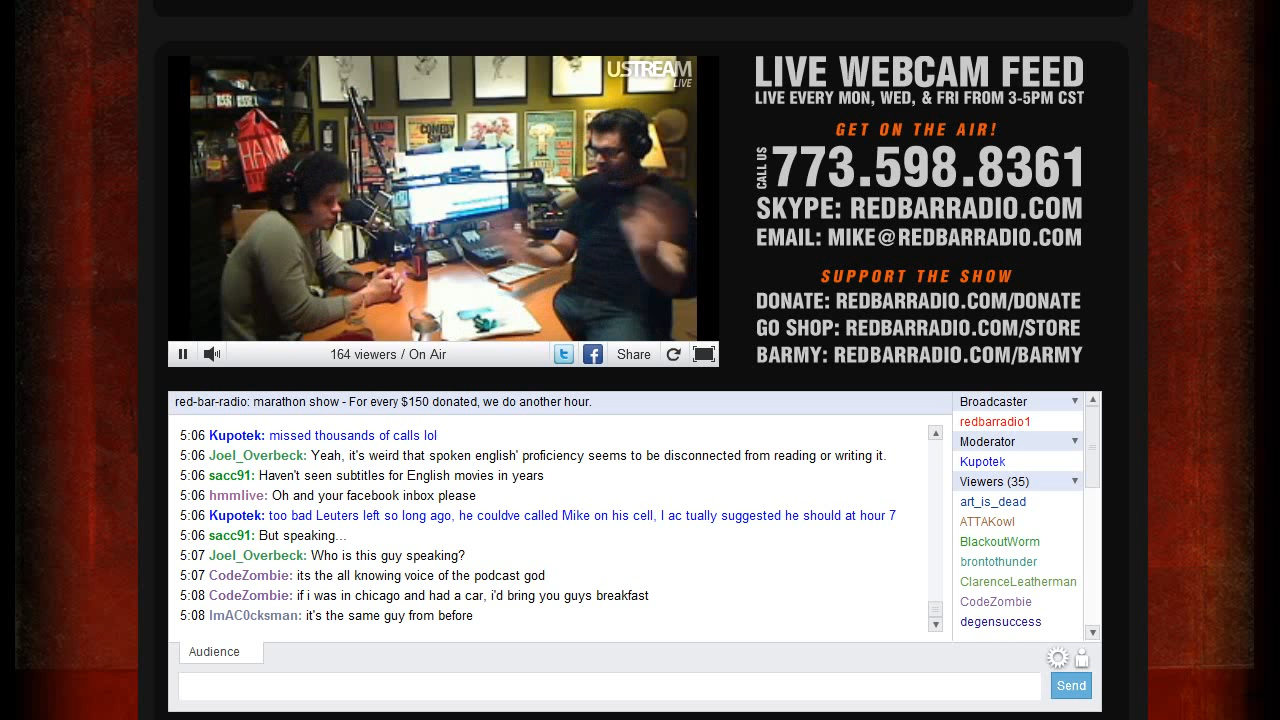 USTREAM
LIVE
HANG
COMEDY
LIVE WEBCAM FEED
LIVE EVERY MON, WED, & FRI FROM 3-5PM CST
GET ON THE AIR!
CALL US 773.598.8361
SKYPE: REDBARRADIO.COM
EMAIL: MIKE@REDBARRADIO.COM
SUPPORT THE SHOW
DONATE: REDBARRADIO.COM/DONATE
GO SHOP: REDBARRADIO.COM/STORE
BARMY: REDBARRADIO.COM/BARMY
164 viewers / On Air
t f Share
red-bar-radio: marathon show - For every $150 donated, we do another hour.
5:06 Kupotek: missed thousands of calls lol
5:06 Joel_Overbeck: Yeah, it's weird that spoken english' proficiency seems to be disconnected from reading or writing it.
5:06 sacc91: Haven't seen subtitles for English movies in years
5:06 hmmlive: Oh and your facebook inbox please
5:06 Kupotek: too bad Leuters left so long ago, he couldve called Mike on his cell, I ac tually suggested he should at hour 7
5:06 sacc91: But speaking...
5:07 Joel_Overbeck: Who is this guy speaking?
5:07 CodeZombie: its the all knowing voice of the podcast god
5:08 CodeZombie: if i was in chicago and had a car, i'd bring you guys breakfast
5:08 ImAC0cksman: it's the same guy from before
Broadcaster
redbarradio1
Moderator
Kupotek
Viewers (35)
art_is_dead
ATTAKowl
BlackoutWorm
brontothunder
ClarenceLeatherman
CodeZombie
degensuccess
Audience
Send